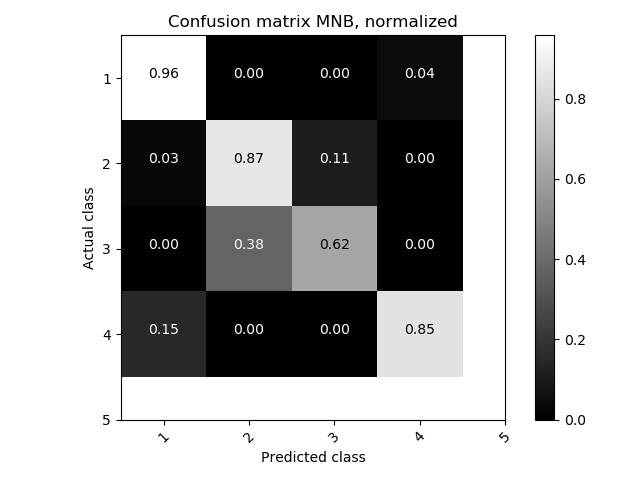 Confusion matrix MNB, normalized
1 0.96 0.00 0.00 0.04
2 0.03 0.87 0.11 0.00
3 0.00 0.38 0.62 0.00
4 0.15 0.00 0.00 0.85
5
1 2 3 4 5
Actual class
Predicted class
0.8
0.6
0.4
0.2
0.0